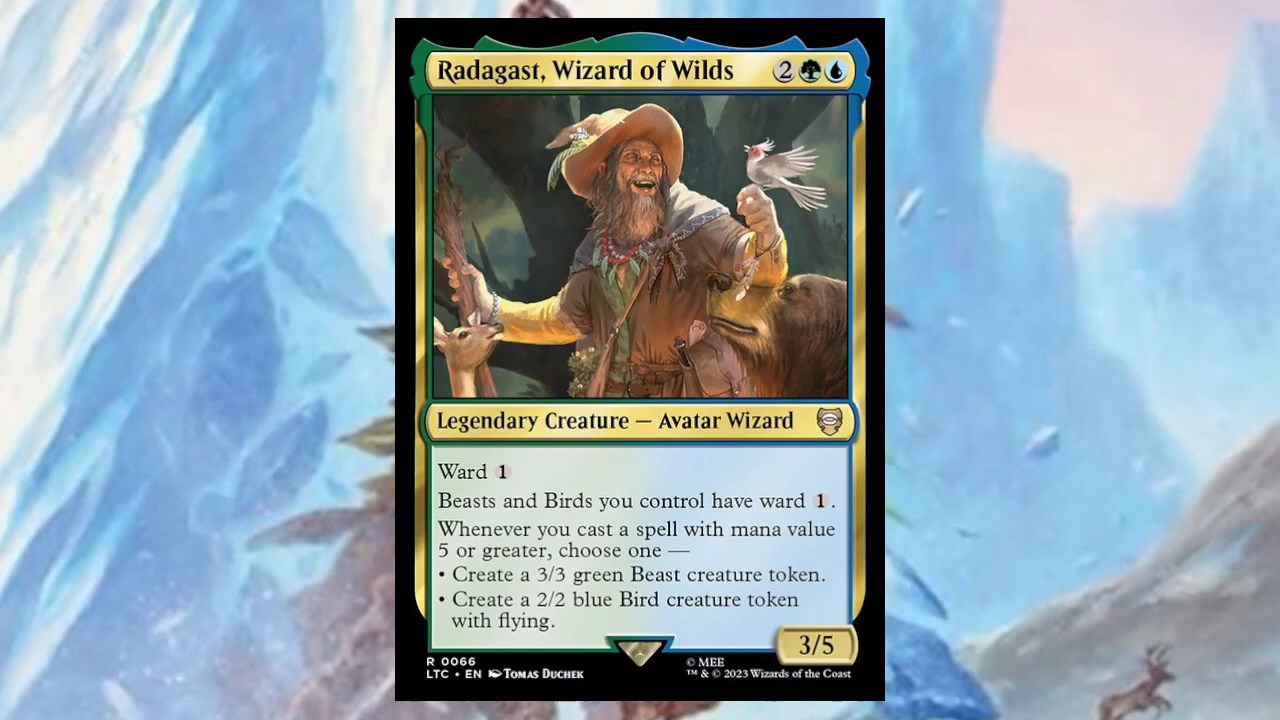 Radagast, Wizard of Wilds 2
Legendary Creature — Avatar Wizard
Ward 1
Beasts and Birds you control have ward 1.
Whenever you cast a spell with mana value
5 or greater, choose one —
• Create a 3/3 green Beast creature token.
• Create a 2/2 blue Bird creature token
with flying.
3/5
R 0066
LTC • EN Tomas Duchek
© MEE
™ & © 2023 Wizards of the Coast